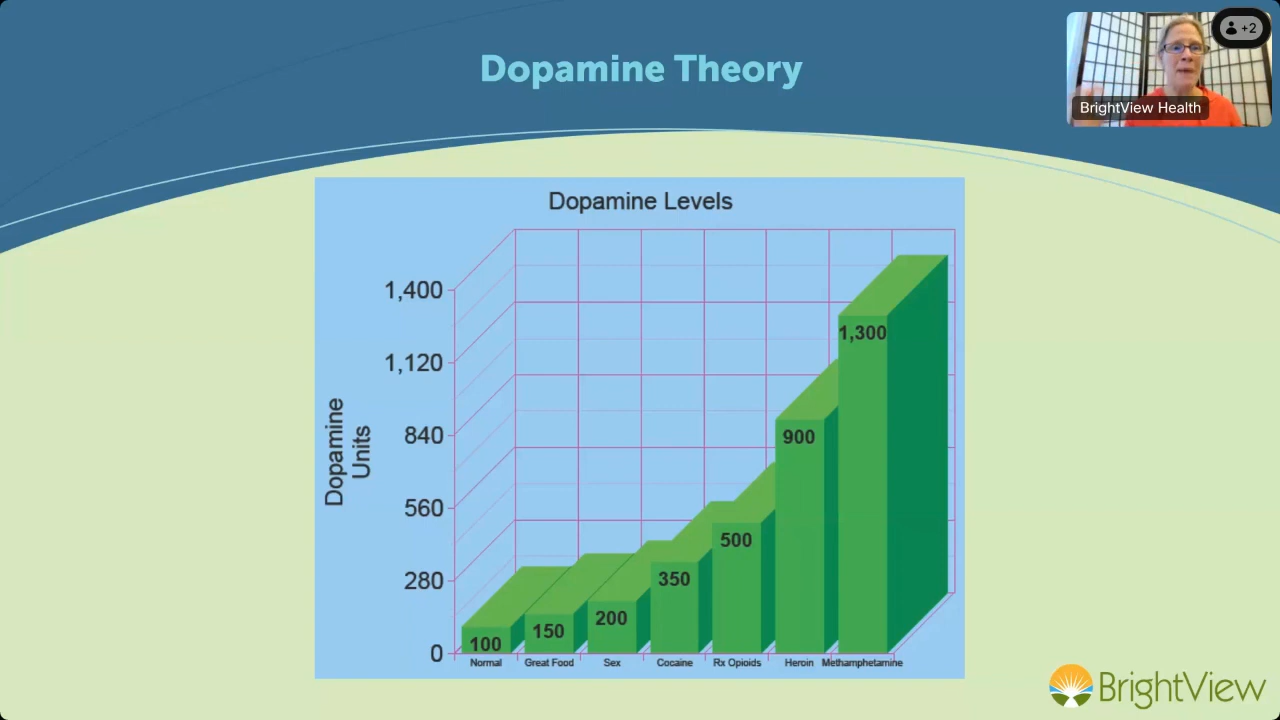 Dopamine Theory
+2
BrightView Health
Dopamine Levels
Dopamine
Units
1,400
1,120
840
560
280
0
100
150
200
350
500
900
1,300
Normal
Great Food
Sex
Cocaine
Rx Opioids
Heroin
Methamphetamine
BrightView